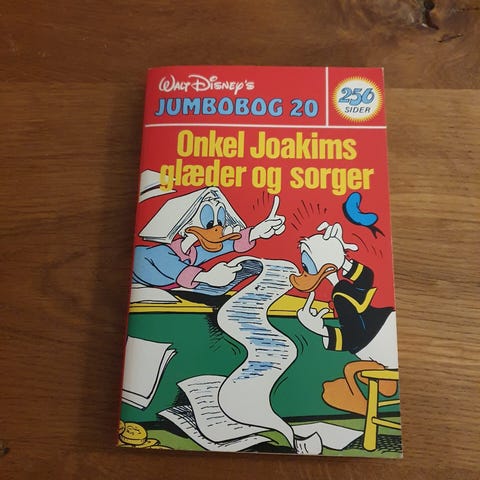 Walt Disney's
JUMBOBOG 20
256
SIDER
Onkel Joakims
glæder og sorger